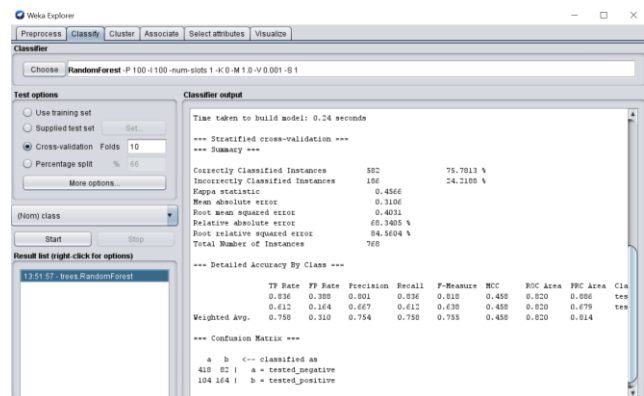 Weka Explorer
Preprocess Classify Cluster Associate Select attributes Visualize
Classifier
Choose RandomForest -P 100 -I 100 -num-slots 1 -K 0 -M 1.0 -V 0.001 -S 1
Test options
Use training set
Supplied test set Set...
Cross-validation Folds 10
Percentage split % 66
More options...
(Nom) class
Start Stop
Result list (right-click for options)
13:51:57 - trees.RandomForest
Classifier output
Time taken to build model: 0.24 seconds
=== Stratified cross-validation ===
=== Summary ===
Correctly Classified Instances 582 75.7813 %
Incorrectly Classified Instances 186 24.2188 %
Kappa statistic 0.4566
Mean absolute error 0.3106
Root mean squared error 0.4031
Relative absolute error 68.3405 %
Root relative squared error 84.5604 %
Total Number of Instances 768
=== Detailed Accuracy By Class ===
TP Rate FP Rate Precision Recall F-Measure MCC ROC Area PRC Area Cla
0.836 0.388 0.801 0.836 0.818 0.458 0.820 0.886 tes
0.612 0.164 0.667 0.612 0.638 0.458 0.820 0.679 tes
Weighted Avg. 0.758 0.310 0.754 0.758 0.755 0.458 0.820 0.814
=== Confusion Matrix ===
a b <-- classified as
418 82 | a = tested_negative
104 164 | b = tested_positive